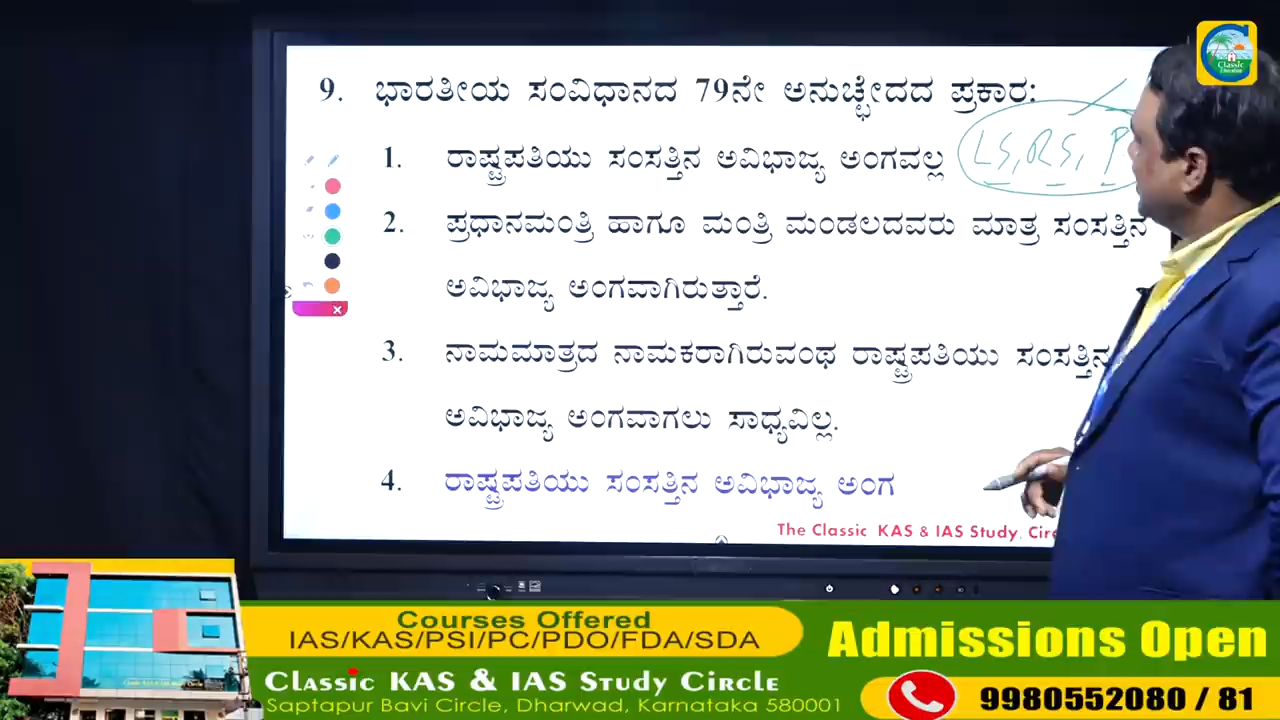 9. ಭಾರತೀಯ ಸಂವಿಧಾನದ 79ನೇ ಅನುಚ್ಛೇದದ ಪ್ರಕಾರ:
1. ರಾಷ್ಟ್ರಪತಿಯು ಸಂಸತ್ತಿನ ಅವಿಭಾಜ್ಯ ಅಂಗವಲ್ಲ
LS, RS, P
2. ಪ್ರಧಾನಮಂತ್ರಿ ಹಾಗೂ ಮಂತ್ರಿ ಮಂಡಲದವರು ಮಾತ್ರ ಸಂಸತ್ತಿನ
ಅವಿಭಾಜ್ಯ ಅಂಗವಾಗಿರುತ್ತಾರೆ.
3. ನಾಮಮಾತ್ರದ ನಾಮಕರಾಗಿರುವಂಥ ರಾಷ್ಟ್ರಪತಿಯು ಸಂಸತ್ತಿನ
ಅವಿಭಾಜ್ಯ ಅಂಗವಾಗಲು ಸಾಧ್ಯವಿಲ್ಲ.
4. ರಾಷ್ಟ್ರಪತಿಯು ಸಂಸತ್ತಿನ ಅವಿಭಾಜ್ಯ ಅಂಗ
The Classic KAS & IAS Study Circ
Classic
Education
Courses Offered
IAS/KAS/PSI/PC/PDO/FDA/SDA
Classic KAS & IAS Study Circle
Saptapur Bavi Circle, Dharwad, Karnataka 580001
Admissions Open
9980552080 / 81